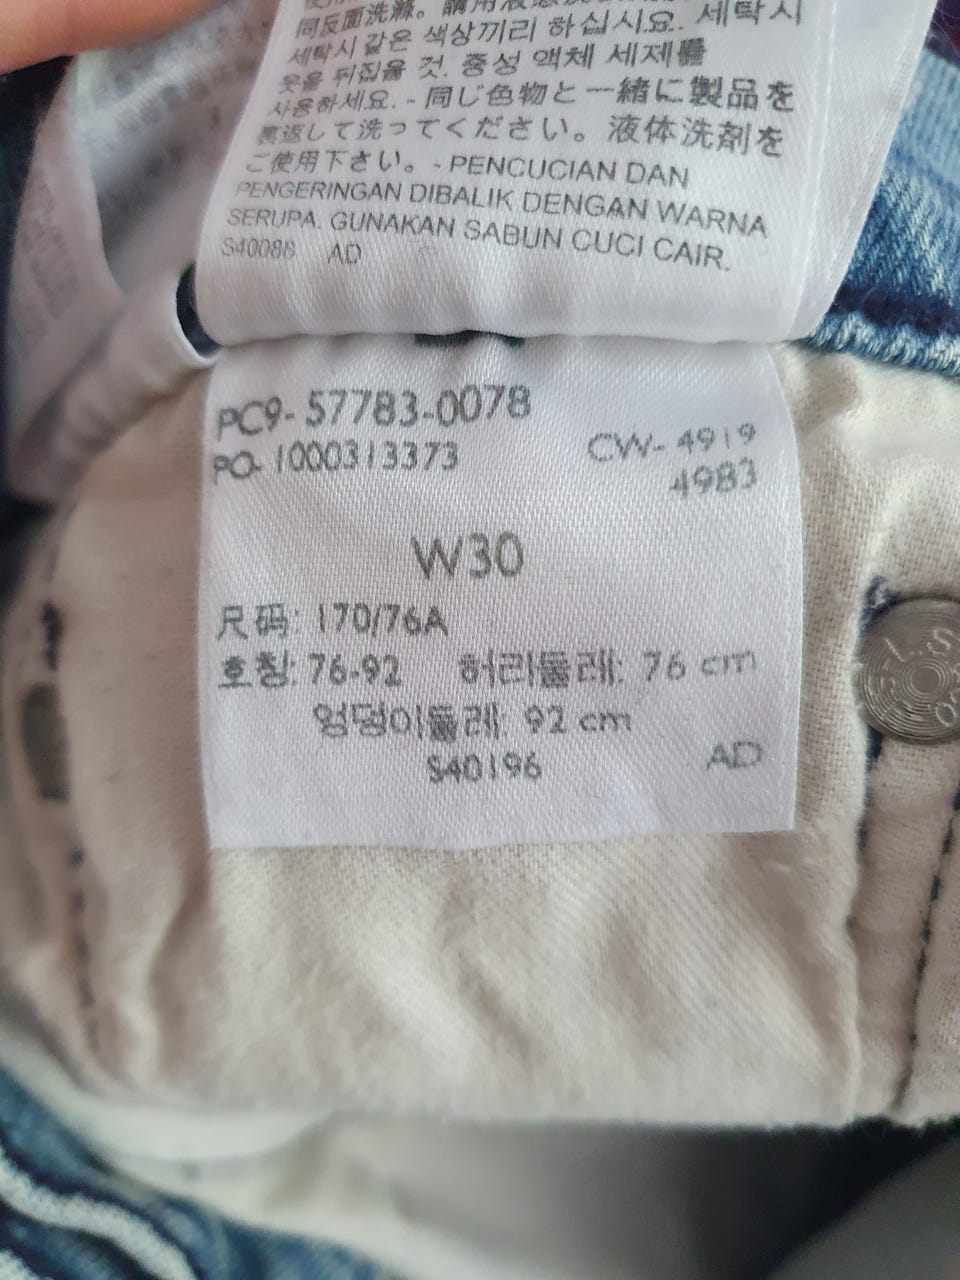 同反面洗滌。請用液態洗
같은 색상끼리 하십시요. 세탁시
세탁시
옷을 뒤집을 것. 중성 액체 세제를
사용하세요. - 同じ色物と一緒に製品を
裏返して洗ってください。液体洗剤を
ご使用下さい。- PENCUCIAN DAN
PENGERINGAN DIBALIK DENGAN WARNA
SERUPA. GUNAKAN SABUN CUCI CAIR.
S40088 AD
PC9-57783-0078
PO-1000313373
CW-4919
4983
W30
尺码: 170/76A
호칭: 76-92 허리둘레: 76 cm
엉덩이둘레: 92 cm
S40196 AD
L.S